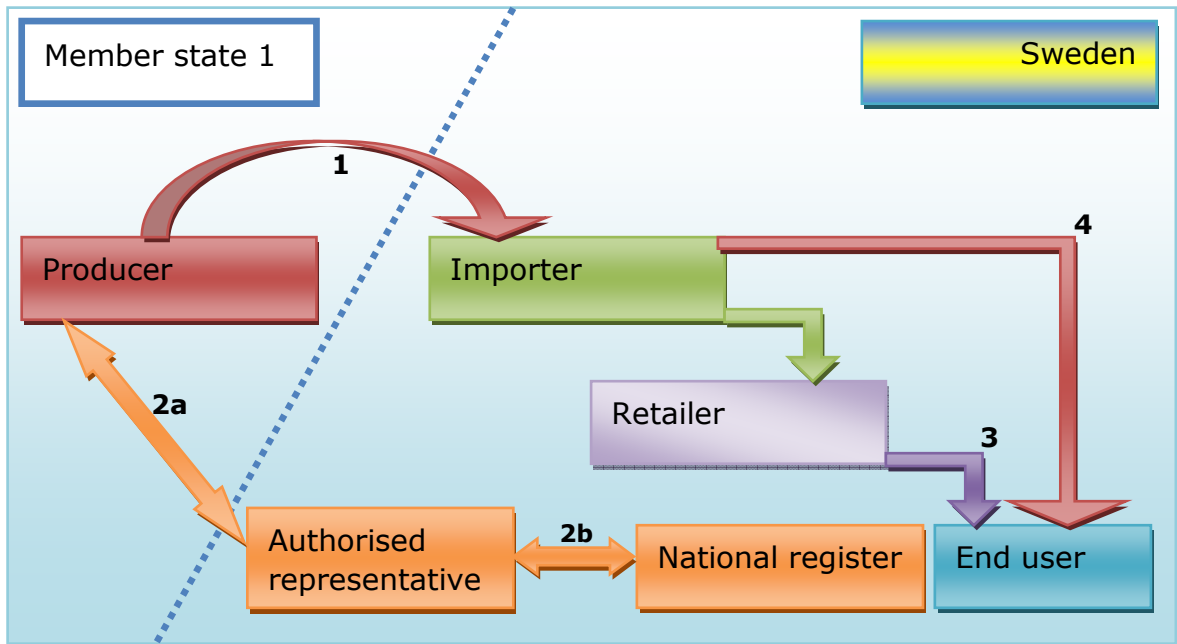 Member state 1
Sweden
1
4
Producer
Importer
2a
Retailer
3
Authorised
representative
2b
National register
End user